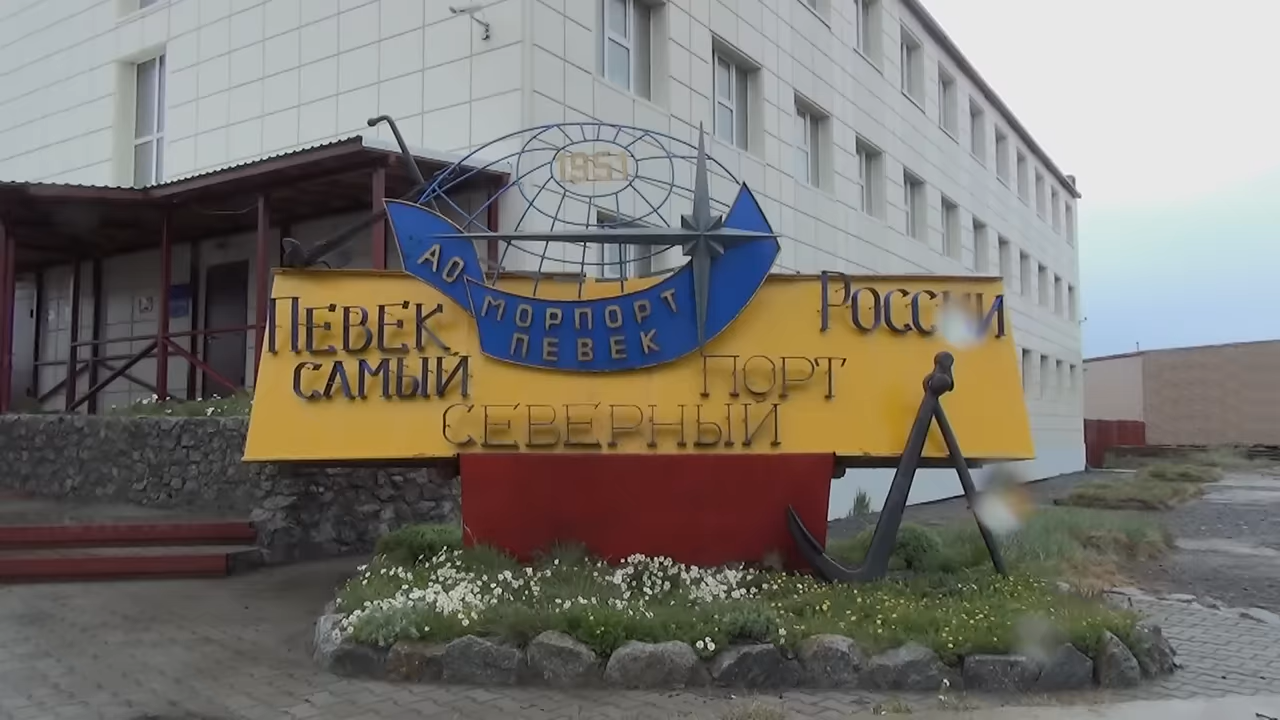 1951
АО МОРПОРТ
ПЕВЕК
ПЕВЕК
САМЫЙ
СЕВЕРНЫЙ
ПОРТ
РОССИИ